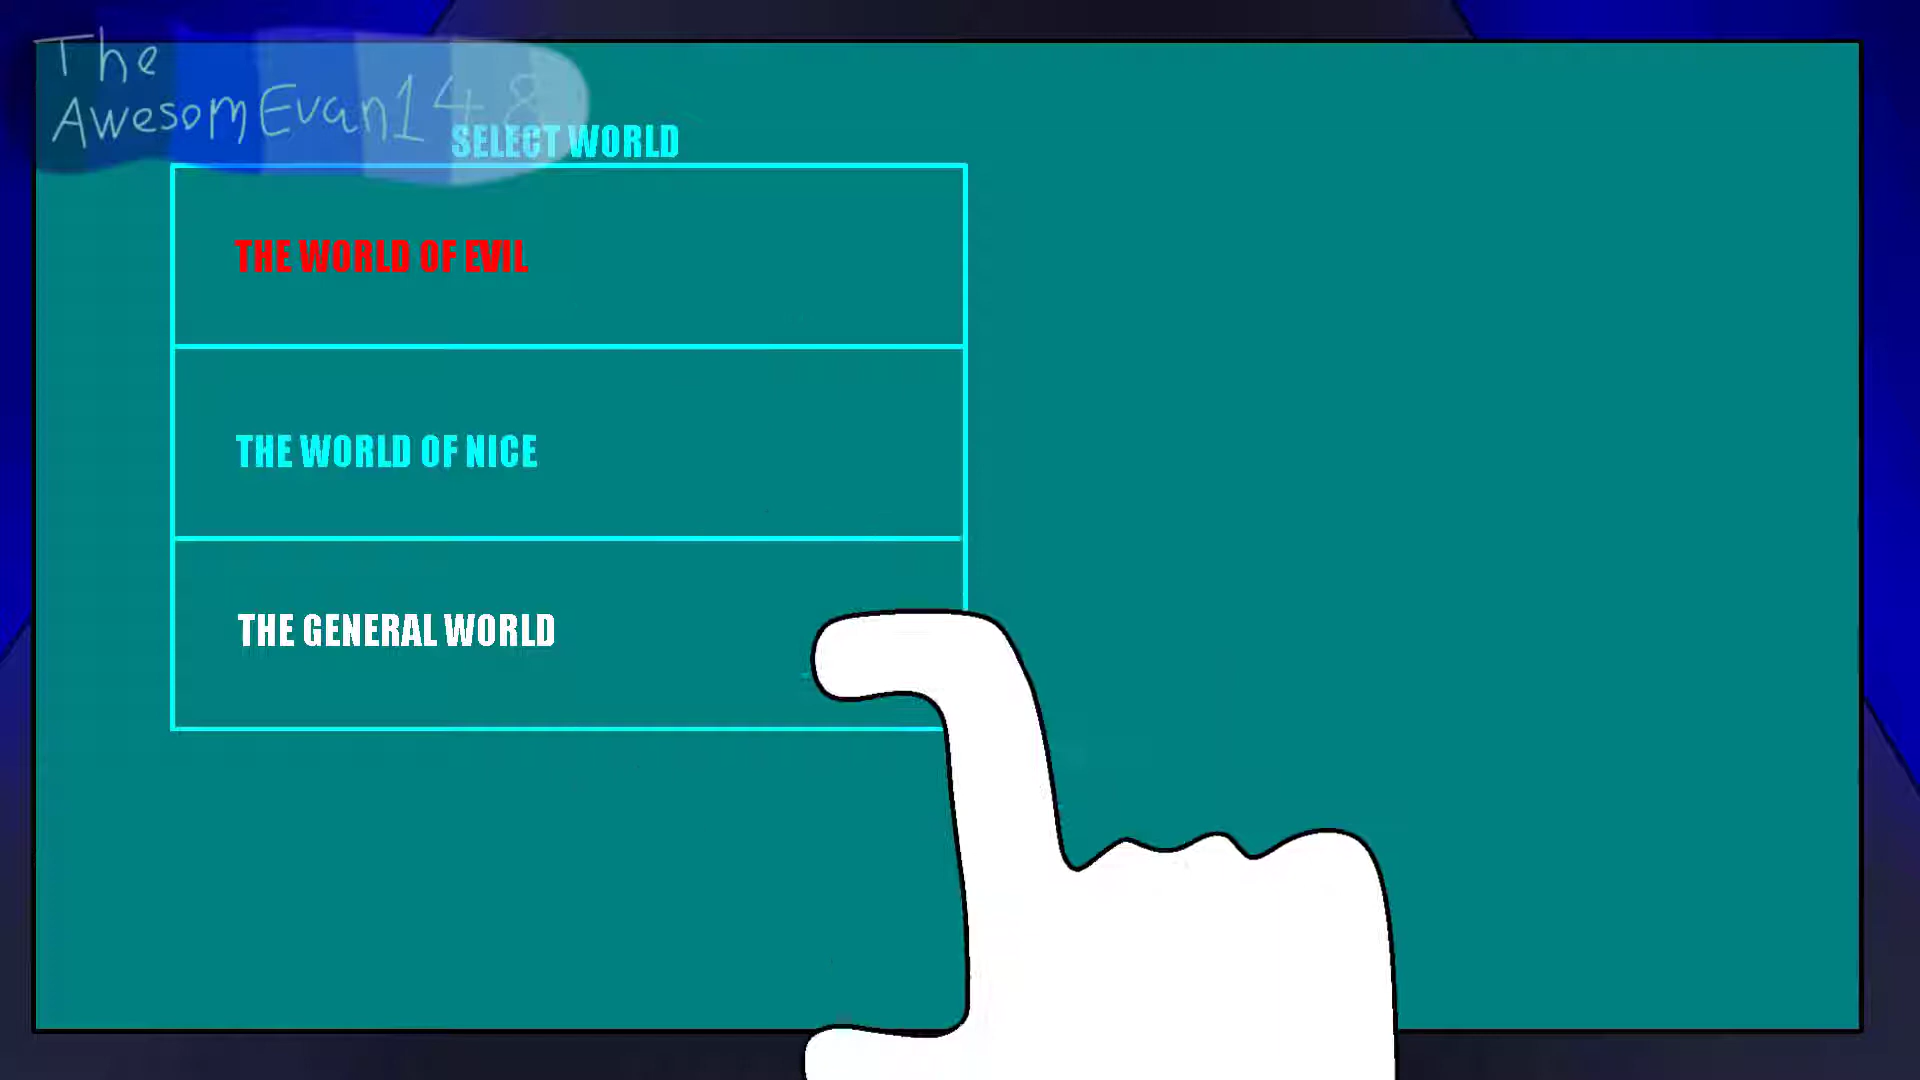 The
AwesomEvan148
SELECT WORLD
THE WORLD OF EVIL
THE WORLD OF NICE
THE GENERAL WORLD